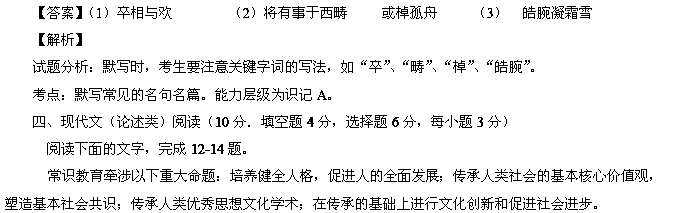 【答案】（1）卒相与欢 （2）将有事于西畴 或棹孤舟 （3） 皓腕凝霜雪
【解析】
试题分析：默写时，考生要注意关键字词的写法，如“卒”、“畴”、“棹”、“皓腕”。
考点：默写常见的名句名篇。能力层级为识记 A。
四、现代文（论述类）阅读（10 分．填空题 4 分，选择题 6 分，每小题 3 分）
阅读下面的文字，完成 12-14 题。
常识教育牵涉以下重大命题：培养健全人格，促进人的全面发展；传承人类社会的基本核心价值观，
塑造基本社会共识；传承人类优秀思想文化学术；在传承的基础上进行文化创新和促进社会进步。